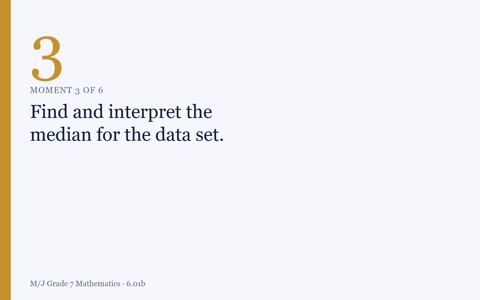 3
MOMENT 3 OF 6
Find and interpret the
median for the data set.
M/J Grade 7 Mathematics · 6.01b